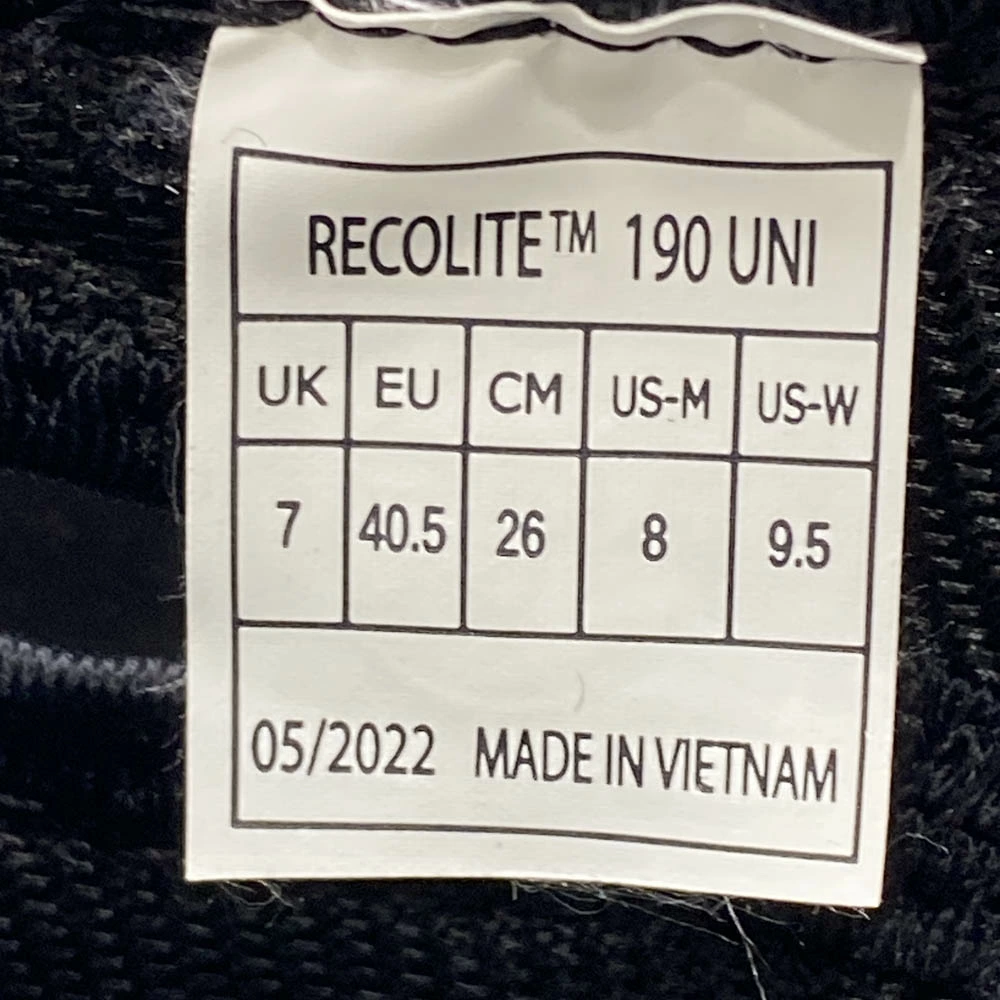 RECOLITE™ 190 UNI
UK EU CM US-M US-W
7 40.5 26 8 9.5
05/2022 MADE IN VIETNAM